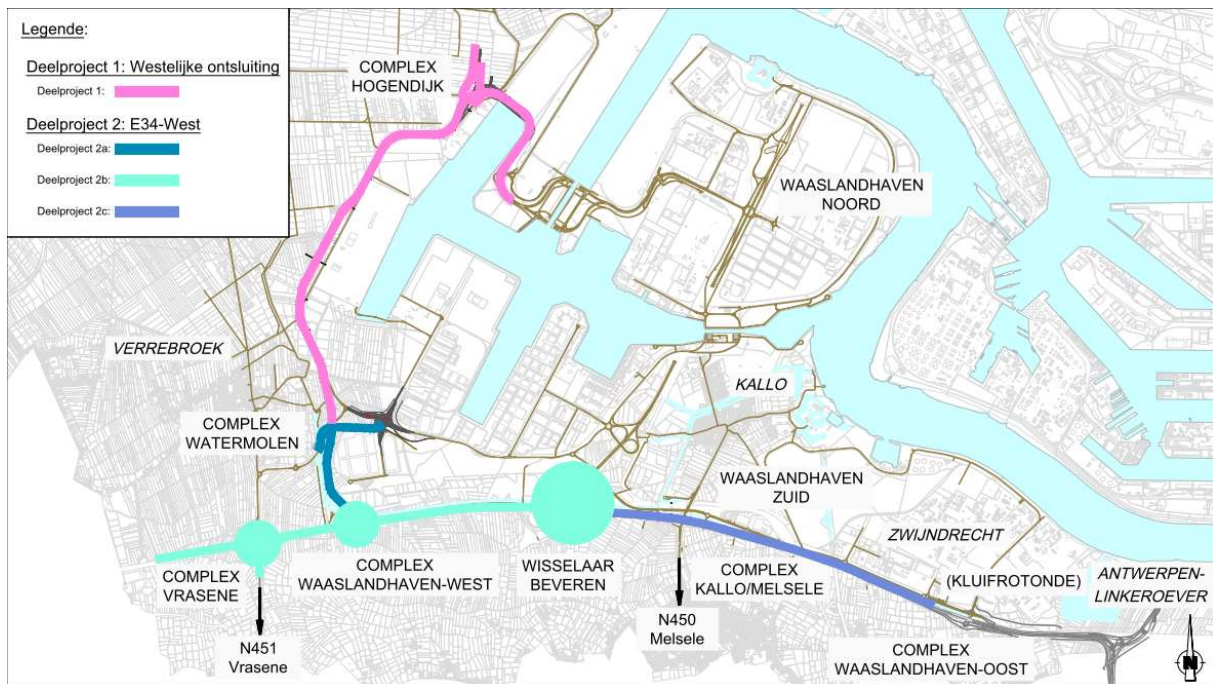 Legende:
Deelproject 1: Westelijke ontsluiting
Deelproject 1:
Deelproject 2: E34-West
Deelproject 2a:
Deelproject 2b:
Deelproject 2c:
COMPLEX
HOGENDIJK
WAASLANDHAVEN
NOORD
VERREBROEK
KALLO
COMPLEX
WATERMOLEN
WAASLANDHAVEN
ZUID
ZWIJNDRECHT
COMPLEX
VRASENE
COMPLEX
WAASLANDHAVEN-WEST
WISSELAAR
BEVEREN
COMPLEX
KALLO/MELSELE
(KLUIFROTONDE)
ANTWERPEN-
LINKEROEVER
N451
Vrasene
N450
Melsele
COMPLEX
WAASLANDHAVEN-OOST
N